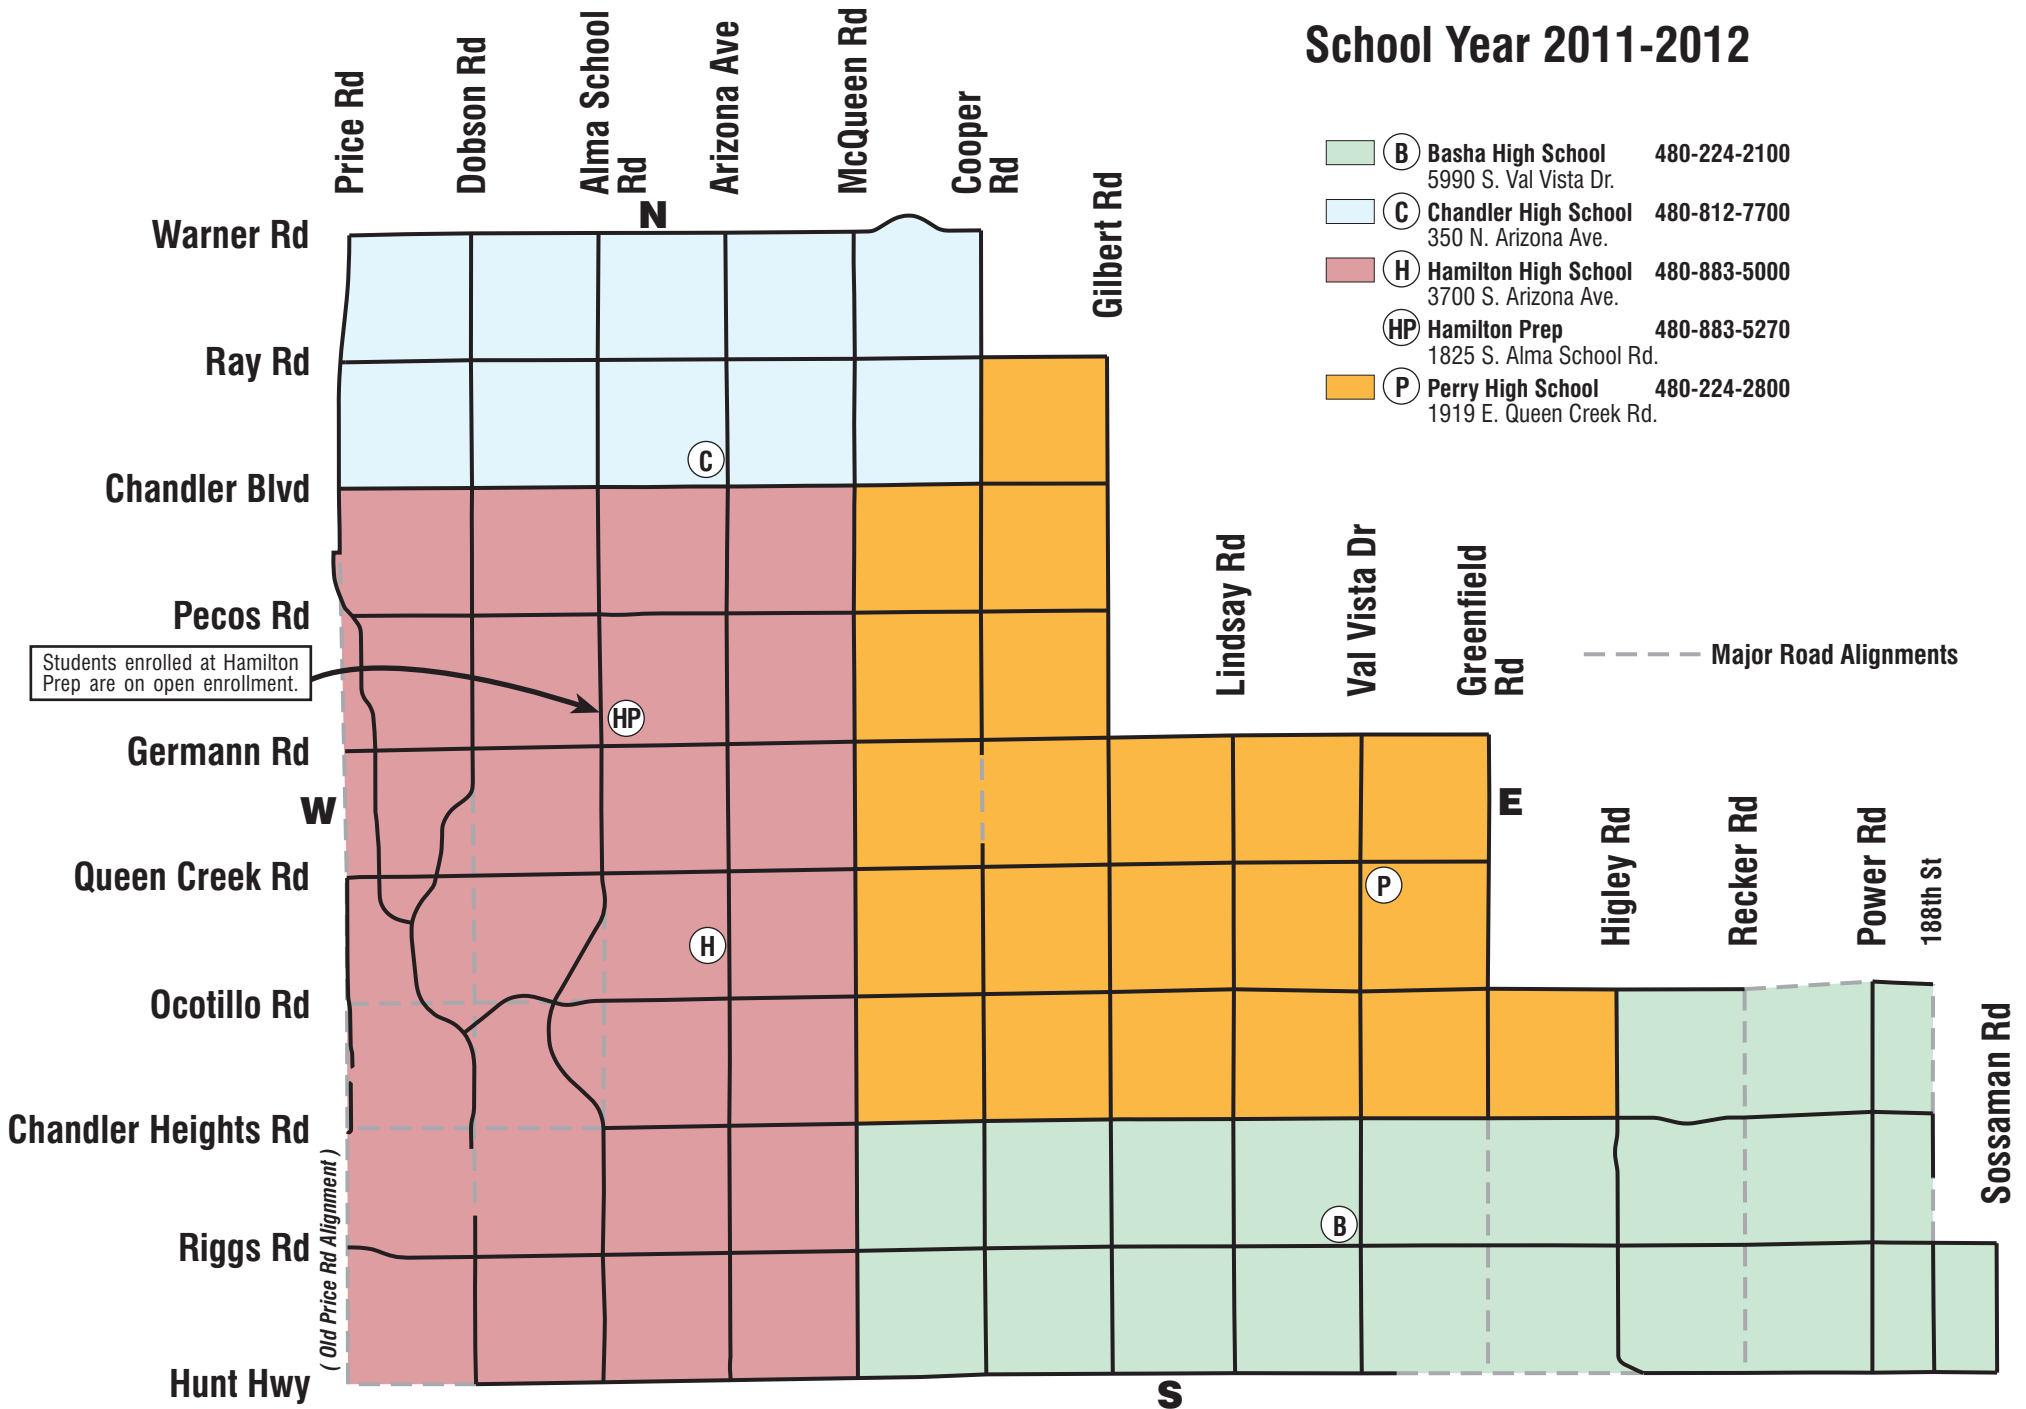 School Year 2011-2012
Price Rd
Dobson Rd
Alma School
Rd
Arizona Ave
McQueen Rd
Cooper
Rd
Gilbert Rd
B Basha High School 480-224-2100
5990 S. Val Vista Dr.
C Chandler High School 480-812-7700
350 N. Arizona Ave.
H Hamilton High School 480-883-5000
3700 S. Arizona Ave.
HP Hamilton Prep 480-883-5270
1825 S. Alma School Rd.
P Perry High School 480-224-2800
1919 E. Queen Creek Rd.
N
Warner Rd
Ray Rd
C
Chandler Blvd
Lindsay Rd
Val Vista Dr
Greenfield
Rd
Pecos Rd
Major Road Alignments
Students enrolled at Hamilton
Prep are on open enrollment.
HP
Germann Rd
W
E
Higley Rd
Recker Rd
Power Rd
188th St
Sossaman Rd
Queen Creek Rd
P
H
Ocotillo Rd
Chandler Heights Rd
( Old Price Rd Alignment )
B
Riggs Rd
Hunt Hwy
S